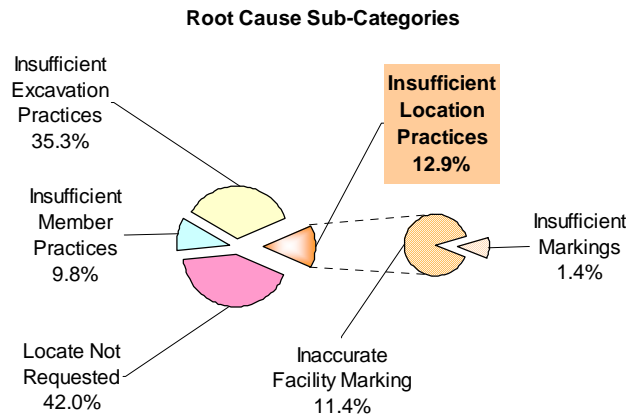 Root Cause Sub-Categories
Insufficient
Excavation
Practices
35.3%
Insufficient
Location
Practices
12.9%
Insufficient
Member
Practices
9.8%
Insufficient
Markings
1.4%
Locate Not
Requested
42.0%
Inaccurate
Facility Marking
11.4%